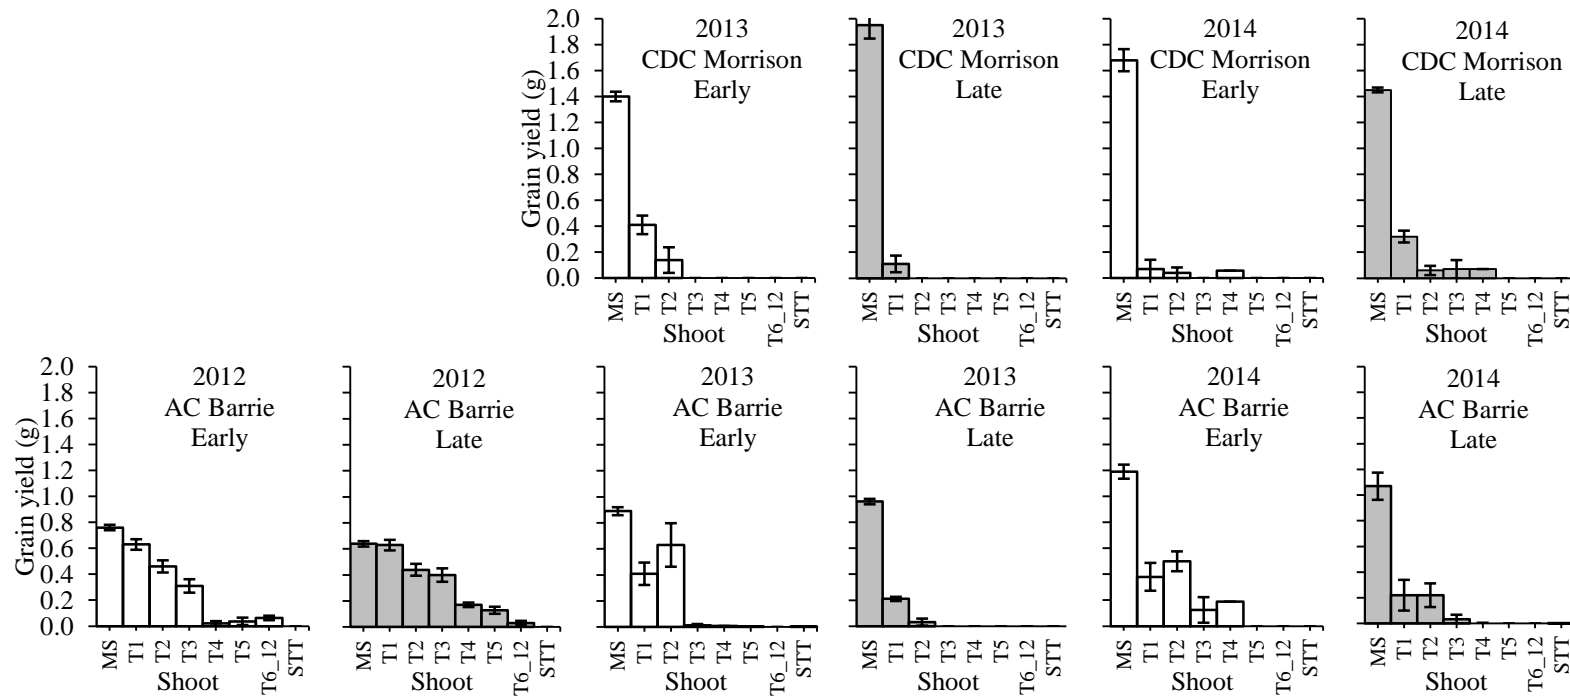 2013
CDC Morrison
Early
2013
CDC Morrison
Late
2014
CDC Morrison
Early
2014
CDC Morrison
Late
Grain yield (g)
2.0
1.8
1.6
1.4
1.2
1.0
0.8
0.6
0.4
0.2
0.0
MS T1 T2 T3 T4 T5 T6_12 STT
MS T1 T2 T3 T4 T5 T6_12 STT
MS T1 T2 T3 T4 T5 T6_12 STT
MS T1 T2 T3 T4 T5 T6_12 STT
Shoot Shoot Shoot Shoot
2012
AC Barrie
Early
2012
AC Barrie
Late
2013
AC Barrie
Early
2013
AC Barrie
Late
2014
AC Barrie
Early
2014
AC Barrie
Late
Grain yield (g)
2.0
1.8
1.6
1.4
1.2
1.0
0.8
0.6
0.4
0.2
0.0
MS T1 T2 T3 T4 T5 T6_12 STT
MS T1 T2 T3 T4 T5 T6_12 STT
MS T1 T2 T3 T4 T5 T6_12 STT
MS T1 T2 T3 T4 T5 T6_12 STT
MS T1 T2 T3 T4 T5 T6_12 STT
MS T1 T2 T3 T4 T5 T6_12 STT
Shoot Shoot Shoot Shoot Shoot Shoot